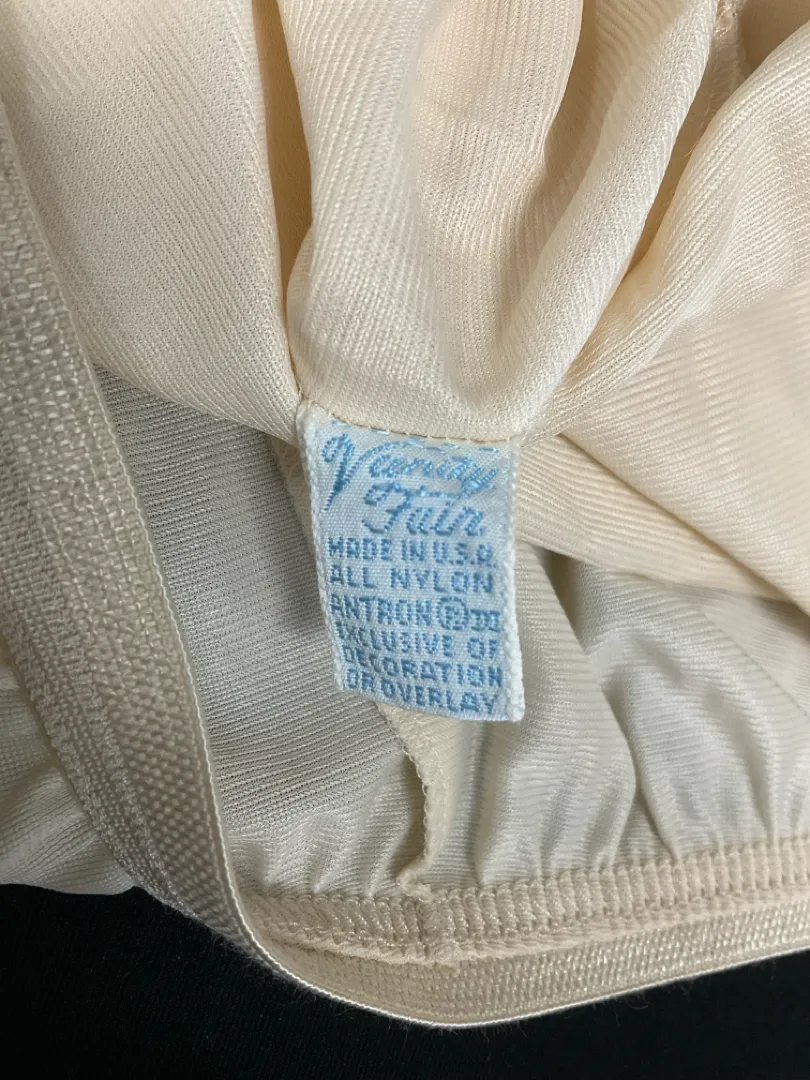 Vanity
Fair
MADE IN U.S.A
ALL NYLON
ANTRON® III
EXCLUSIVE OF
DECORATION
OR OVERLAY